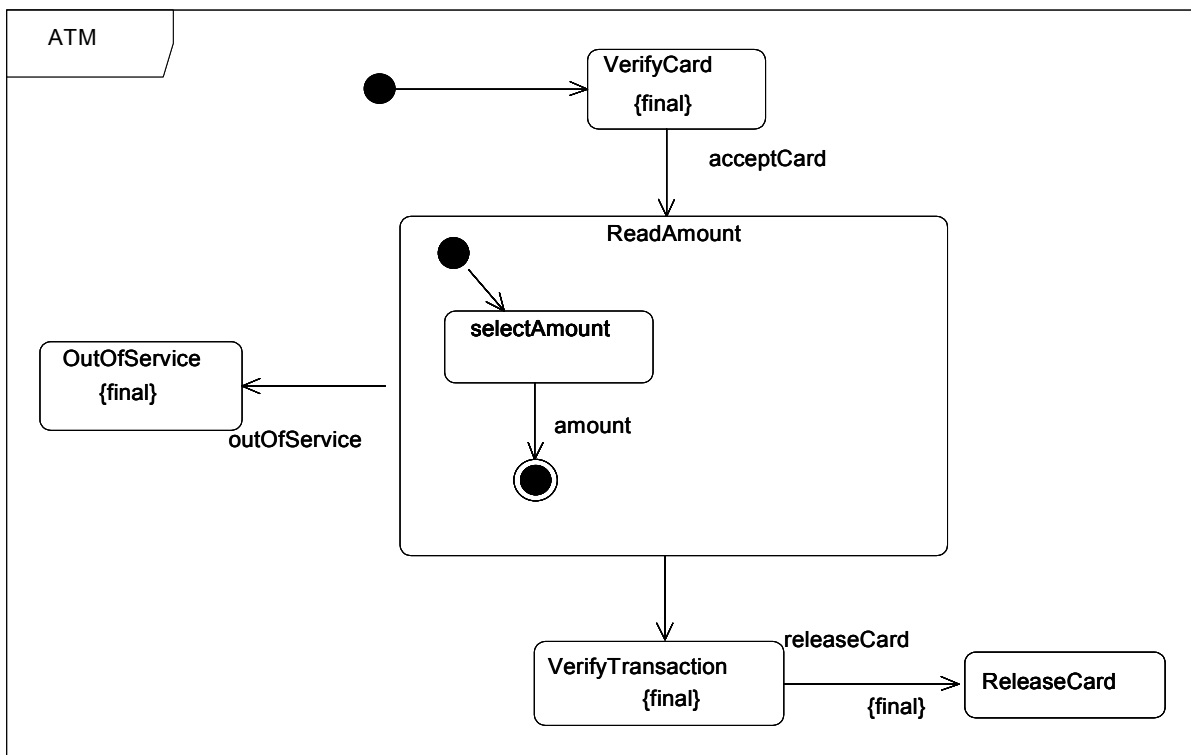 ATM
VerifyCard
{final}
acceptCard
ReadAmount
selectAmount
OutOfService
{final}
amount
outOfService
releaseCard
VerifyTransaction
{final}
ReleaseCard
{final}